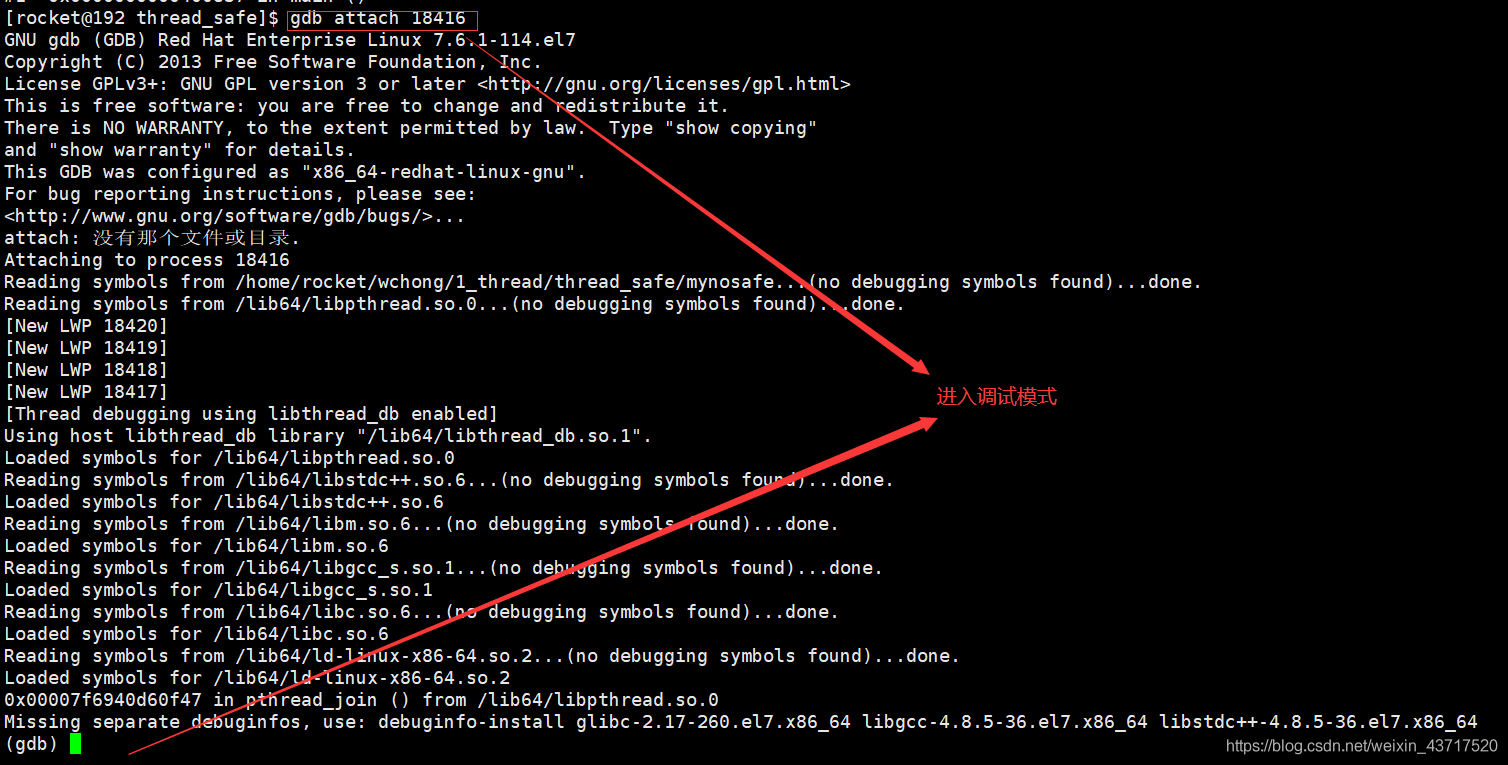 #1  0x0000000000400537 in main ()
[rocket@192 thread_safe]$ gdb attach 18416
GNU gdb (GDB) Red Hat Enterprise Linux 7.6.1-114.el7
Copyright (C) 2013 Free Software Foundation, Inc.
License GPLv3+: GNU GPL version 3 or later <http://gnu.org/licenses/gpl.html>
This is free software: you are free to change and redistribute it.
There is NO WARRANTY, to the extent permitted by law.  Type "show copying"
and "show warranty" for details.
This GDB was configured as "x86_64-redhat-linux-gnu".
For bug reporting instructions, please see:
<http://www.gnu.org/software/gdb/bugs/>...
attach: 没有那个文件或目录.
Attaching to process 18416
Reading symbols from /home/rocket/wchong/1_thread/thread_safe/mynosafe...(no debugging symbols found)...done.
Reading symbols from /lib64/libpthread.so.0...(no debugging symbols found)...done.
[New LWP 18420]
[New LWP 18419]
[New LWP 18418]
[New LWP 18417]
进入调试模式
[Thread debugging using libthread_db enabled]
Using host libthread_db library "/lib64/libthread_db.so.1".
Loaded symbols for /lib64/libpthread.so.0
Reading symbols from /lib64/libstdc++.so.6...(no debugging symbols found)...done.
Loaded symbols for /lib64/libstdc++.so.6
Reading symbols from /lib64/libm.so.6...(no debugging symbols found)...done.
Loaded symbols for /lib64/libm.so.6
Reading symbols from /lib64/libgcc_s.so.1...(no debugging symbols found)...done.
Loaded symbols for /lib64/libgcc_s.so.1
Reading symbols from /lib64/libc.so.6...(no debugging symbols found)...done.
Loaded symbols for /lib64/libc.so.6
Reading symbols from /lib64/ld-linux-x86-64.so.2...(no debugging symbols found)...done.
Loaded symbols for /lib64/ld-linux-x86-64.so.2
0x00007f6940d60f47 in pthread_join () from /lib64/libpthread.so.0
Missing separate debuginfos, use: debuginfo-install glibc-2.17-260.el7.x86_64 libgcc-4.8.5-36.el7.x86_64 libstdc++-4.8.5-36.el7.x86_64
(gdb)
https://blog.csdn.net/weixin_43717520